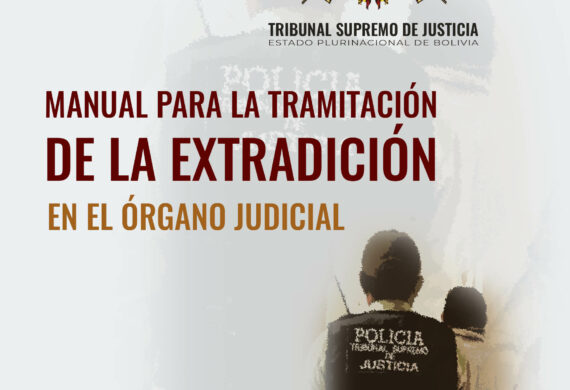 TRIBUNAL SUPREMO DE JUSTICIA
ESTADO PLURINACIONAL DE BOLIVIA
POLICIA
MANUAL PARA LA TRAMITACIÓN
DE LA EXTRADICIÓN
EN EL ÓRGANO JUDICIAL
POLICIA
TRIBUNAL SUPREMO
DE
JUSTICIA